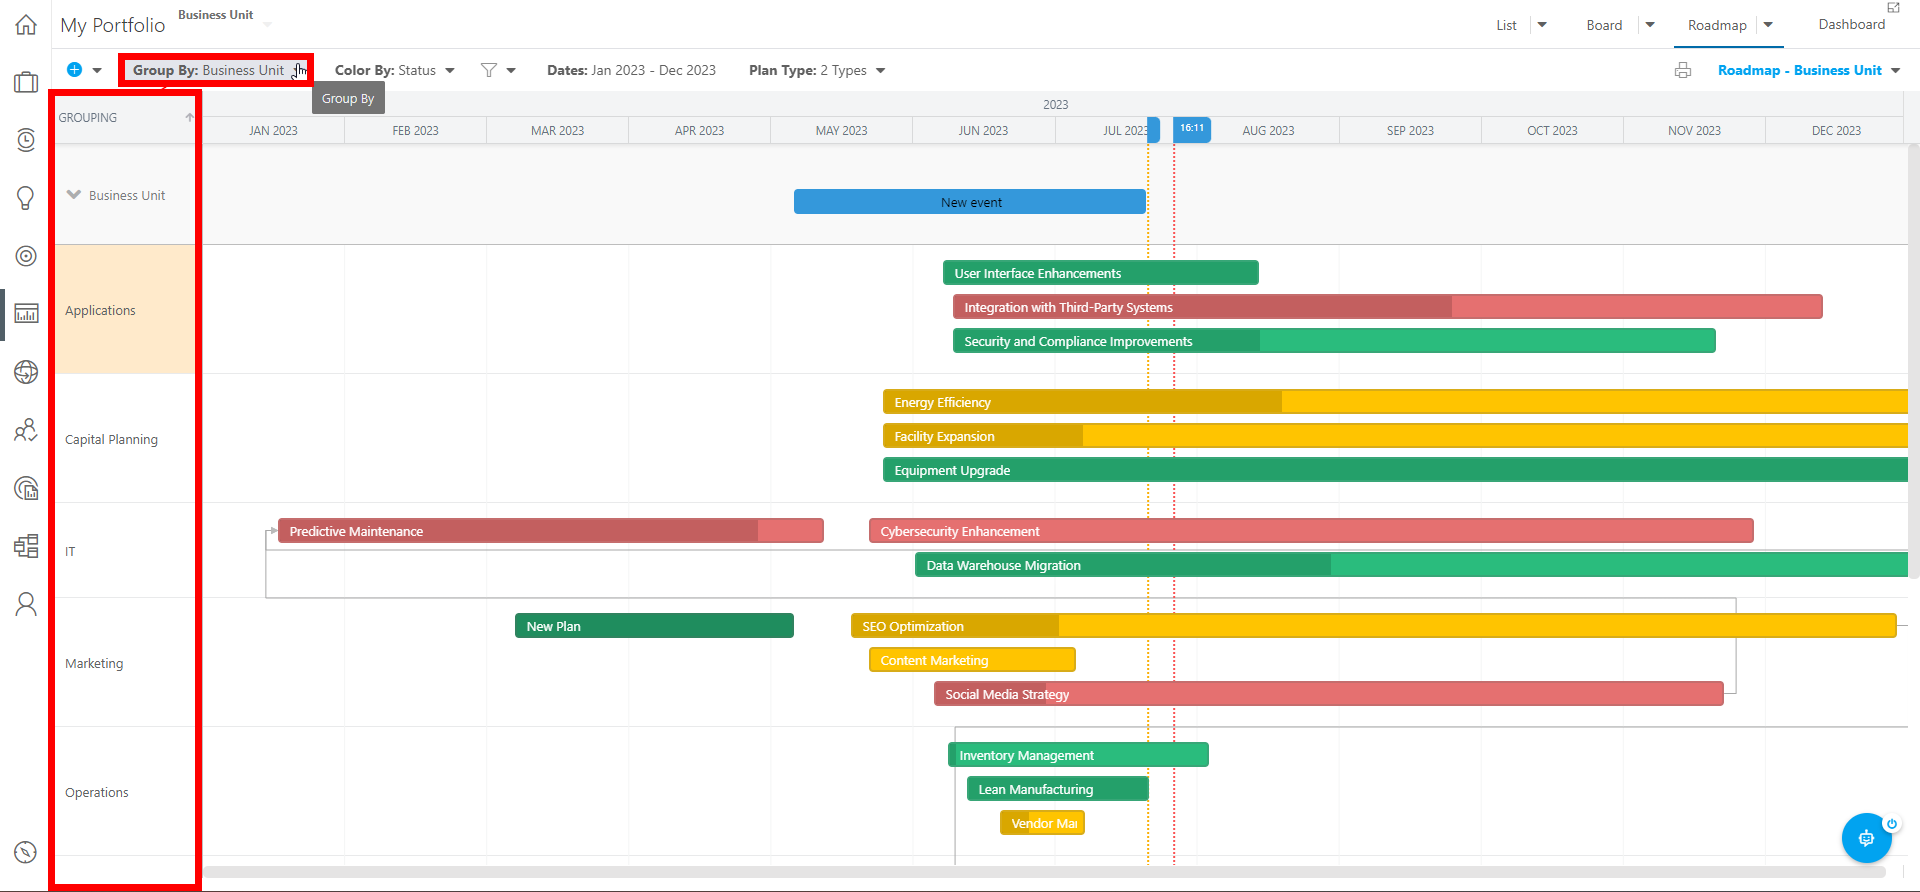 My Portfolio
Business Unit
List
Board
Roadmap
Dashboard
Group By: Business Unit
Color By: Status
Dates: Jan 2023 - Dec 2023
Plan Type: 2 Types
Roadmap - Business Unit
Group By
GROUPING
2023
JAN 2023
FEB 2023
MAR 2023
APR 2023
MAY 2023
JUN 2023
JUL 2023
16:11
AUG 2023
SEP 2023
OCT 2023
NOV 2023
DEC 2023
Business Unit
New event
Applications
User Interface Enhancements
Integration with Third-Party Systems
Security and Compliance Improvements
Capital Planning
Energy Efficiency
Facility Expansion
Equipment Upgrade
IT
Predictive Maintenance
Cybersecurity Enhancement
Data Warehouse Migration
Marketing
New Plan
SEO Optimization
Content Marketing
Social Media Strategy
Operations
Inventory Management
Lean Manufacturing
Vendor Mai